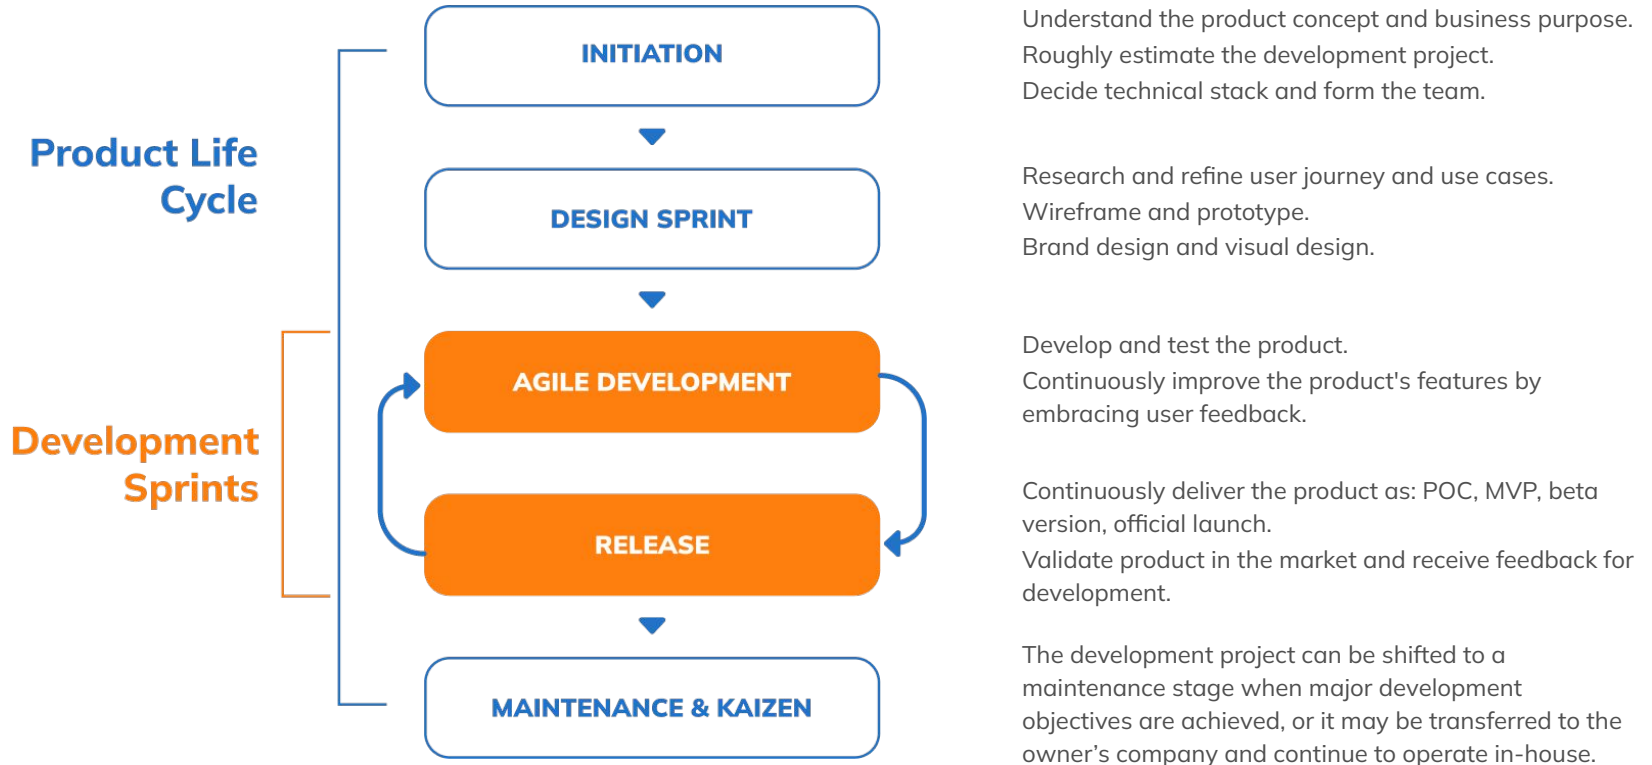 INITIATION
Understand the product concept and business purpose.
Roughly estimate the development project.
Decide technical stack and form the team.
Product Life
Cycle
DESIGN SPRINT
Research and refine user journey and use cases.
Wireframe and prototype.
Brand design and visual design.
Development
Sprints
AGILE DEVELOPMENT
Develop and test the product.
Continuously improve the product's features by
embracing user feedback.
RELEASE
Continuously deliver the product as: POC, MVP, beta
version, official launch.
Validate product in the market and receive feedback for
development.
MAINTENANCE & KAIZEN
The development project can be shifted to a
maintenance stage when major development
objectives are achieved, or it may be transferred to the
owner’s company and continue to operate in-house.